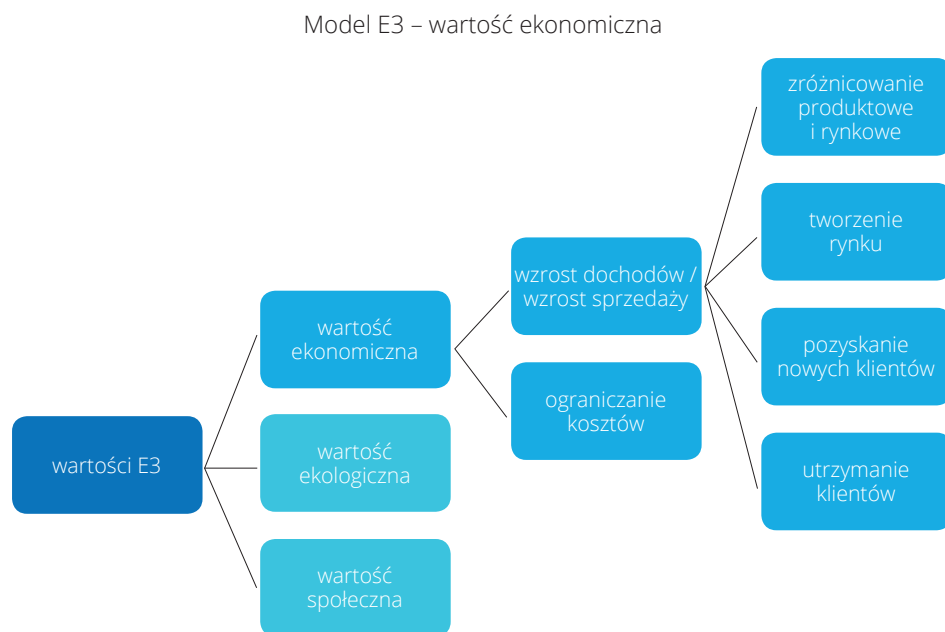 Model E3 – wartość ekonomiczna
wartości E3
wartość
ekonomiczna
wartość
ekologiczna
wartość
społeczna
wzrost dochodów /
wzrost sprzedaży
ograniczanie
kosztów
zróżnicowanie
produktowe
i rynkowe
tworzenie
rynku
pozyskanie
nowych klientów
utrzymanie
klientów